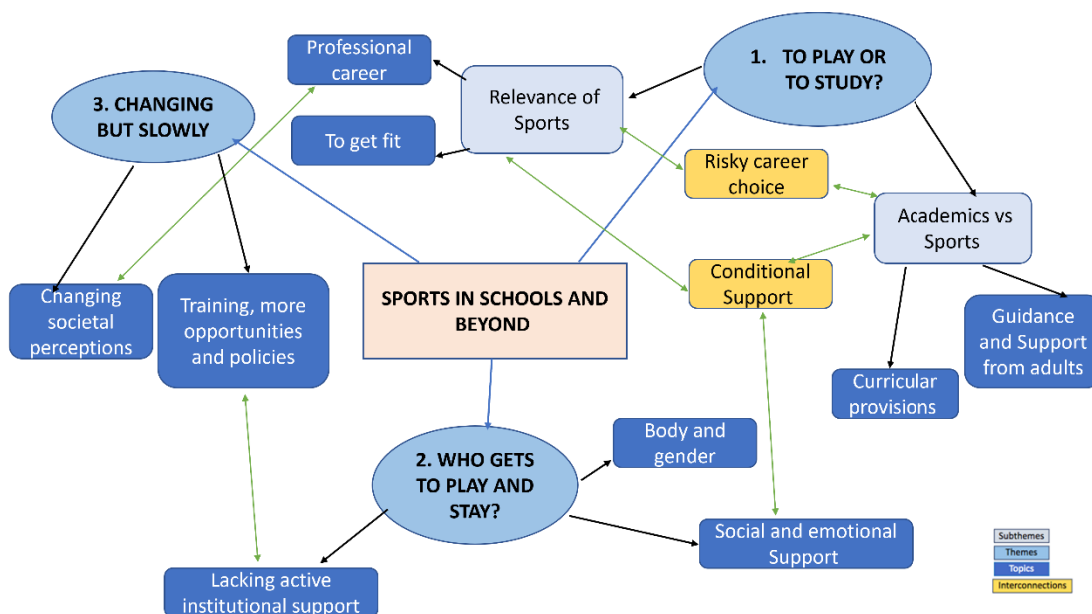 Professional
career
1. TO PLAY OR
TO STUDY?
3. CHANGING
BUT SLOWLY
Relevance of
Sports
To get fit
Risky career
choice
Academics vs
Sports
Changing
societal
perceptions
Training, more
opportunities
and policies
SPORTS IN SCHOOLS AND
BEYOND
Conditional
Support
Guidance
and Support
from adults
Curricular
provisions
Body and
gender
2. WHO GETS
TO PLAY AND
STAY?
Social and emotional
Support
Lacking active
institutional support
Subthemes
Themes
Topics
Interconnections